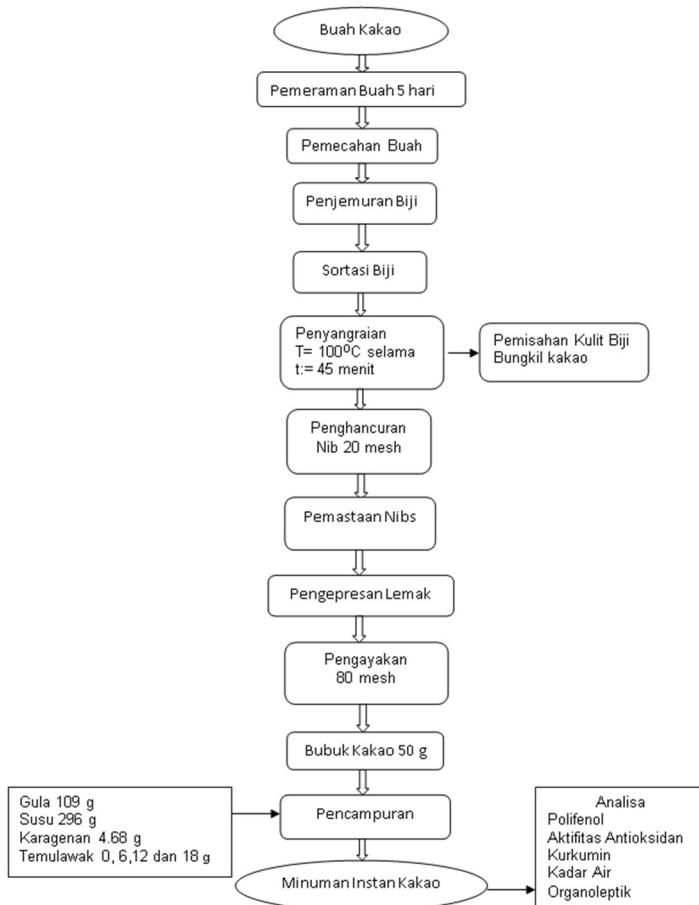 Buah Kakao
Pemeraman Buah 5 hari
Pemecahan Buah
Penjemuran Biji
Sortasi Biji
Penyangraian
T= 100⁰C selama
t:= 45 menit
Pemisahan Kulit Biji
Bungkil kakao
Penghancuran
Nib 20 mesh
Pemastaan Nibs
Pengepresan Lemak
Pengayakan
80 mesh
Bubuk Kakao 50 g
Gula 109 g
Susu 296 g
Karagenan 4.68 g
Temulawak 0, 6,12 dan 18 g
Pencampuran
Analisa
Polifenol
Aktifitas Antioksidan
Kurkumin
Kadar Air
Organoleptik
Minuman Instan Kakao